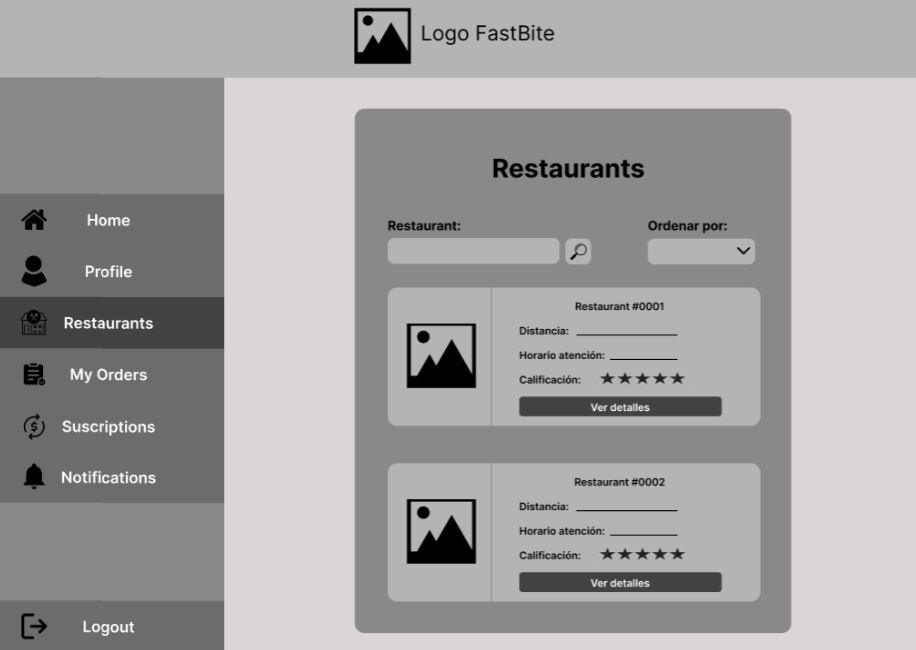 Logo FastBite
Home
Profile
Restaurants
My Orders
Suscriptions
Notifications
Logout
Restaurants
Restaurant:
Ordenar por:
Restaurant #0001
Distancia:
Horario atención:
Calificación:
Ver detalles
Restaurant #0002
Distancia:
Horario atención:
Calificación:
Ver detalles